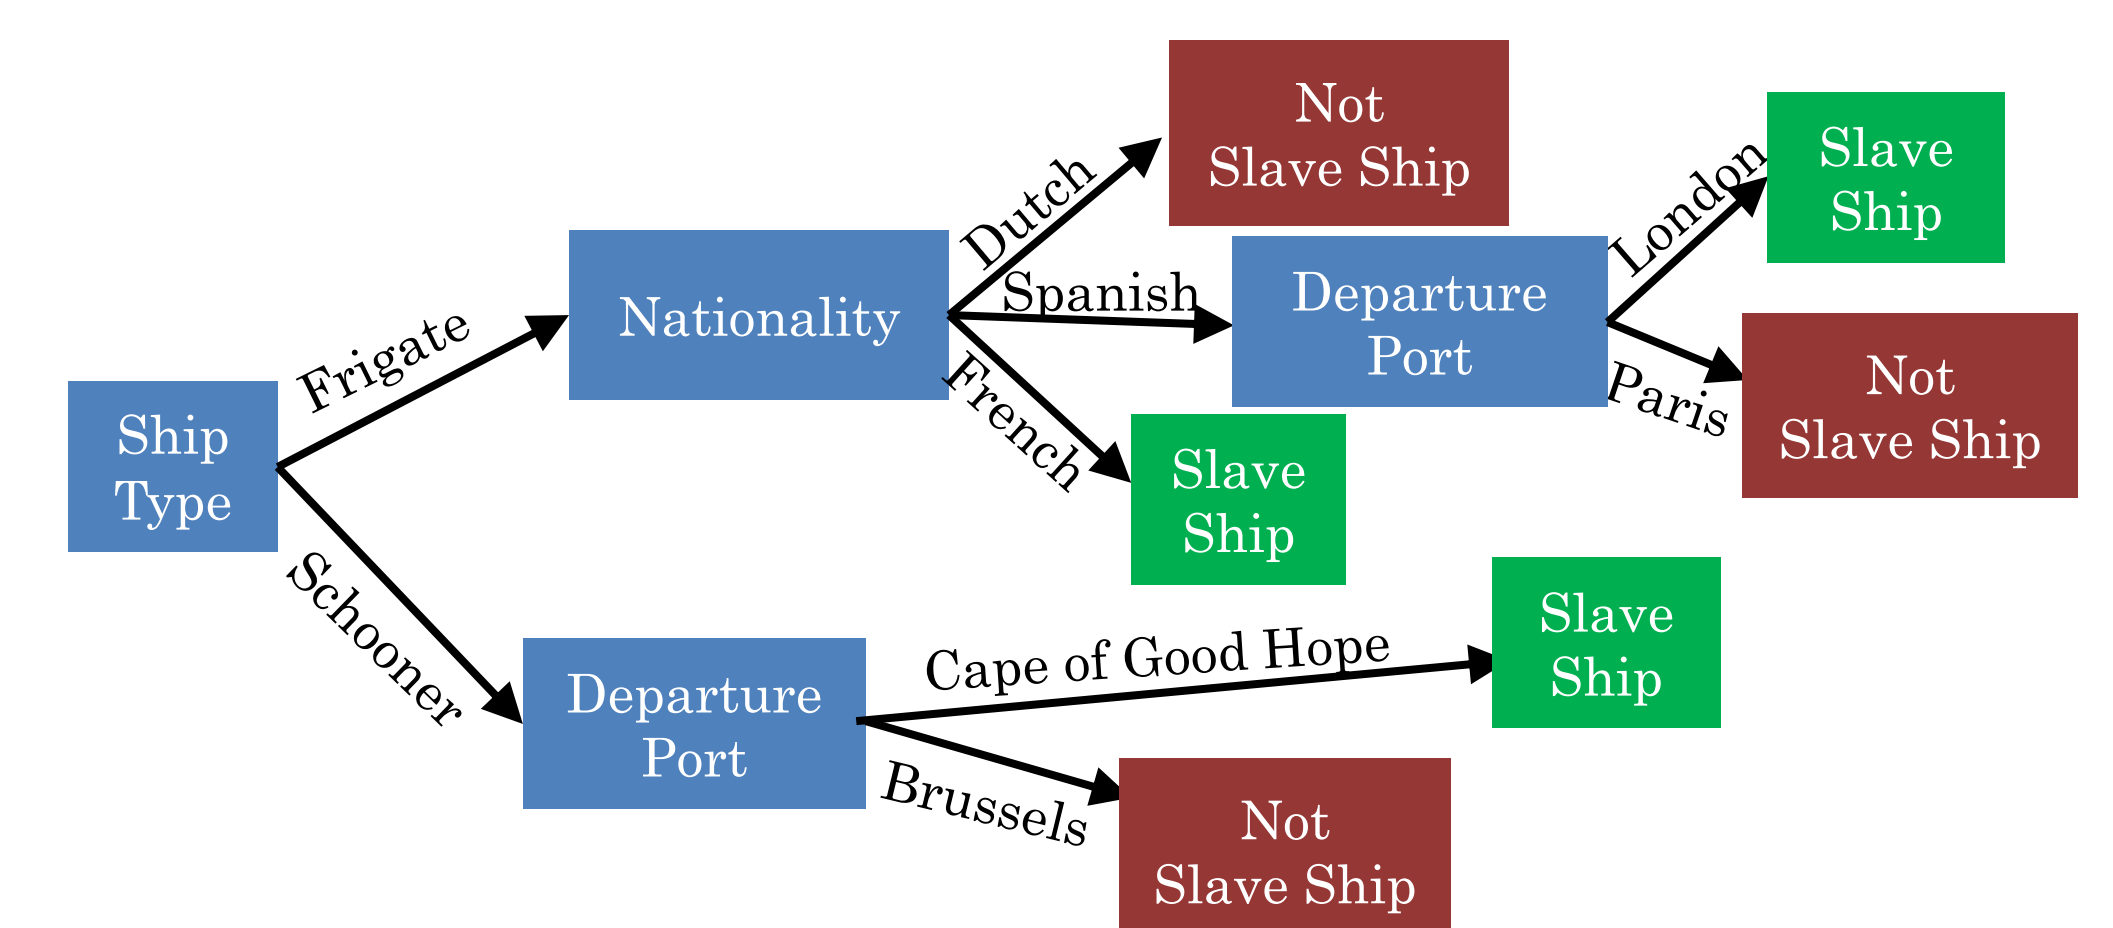 Ship
Type
Frigate
Schooner
Nationality
Dutch
Spanish
French
Not
Slave Ship
Departure
Port
London
Paris
Slave
Ship
Not
Slave Ship
Slave
Ship
Departure
Port
Cape of Good Hope
Brussels
Slave
Ship
Not
Slave Ship